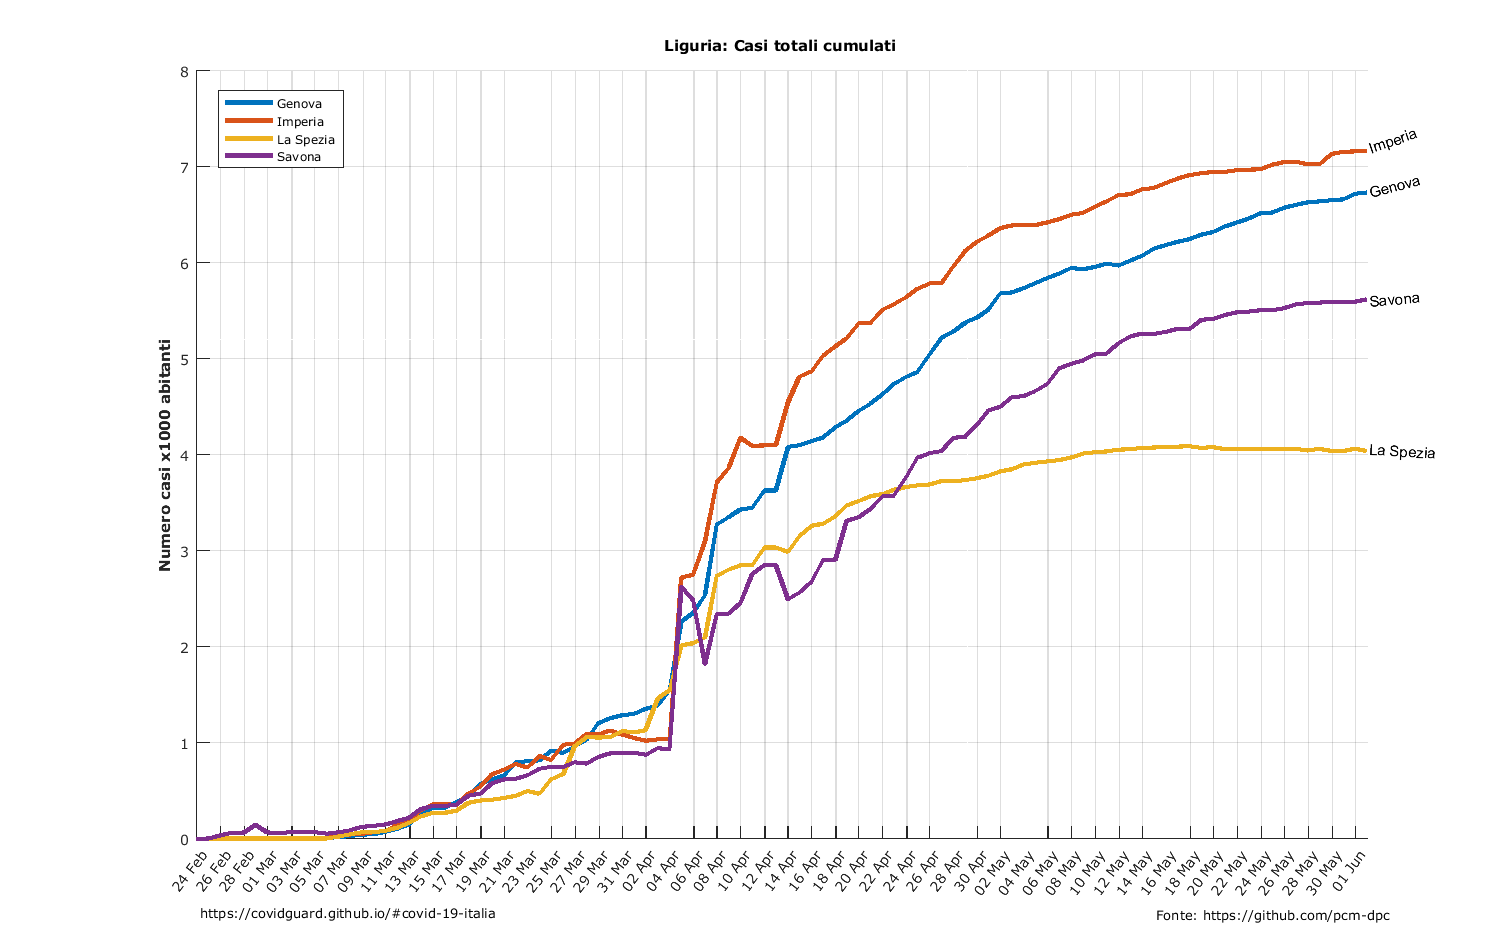 Liguria: Casi totali cumulati
Numero casi x1000 abitanti
8
7
6
5
4
3
2
1
0
Genova
Imperia
La Spezia
Savona
Imperia
Genova
Savona
La Spezia
24 Feb
26 Feb
28 Feb
01 Mar
03 Mar
05 Mar
07 Mar
09 Mar
11 Mar
13 Mar
15 Mar
17 Mar
19 Mar
21 Mar
23 Mar
25 Mar
27 Mar
29 Mar
31 Mar
02 Apr
04 Apr
06 Apr
08 Apr
10 Apr
12 Apr
14 Apr
16 Apr
18 Apr
20 Apr
22 Apr
24 Apr
26 Apr
28 Apr
30 Apr
02 May
04 May
06 May
08 May
10 May
12 May
14 May
16 May
18 May
20 May
22 May
24 May
26 May
28 May
30 May
01 Jun
https://covidguard.github.io/#covid-19-italia
Fonte: https://github.com/pcm-dpc